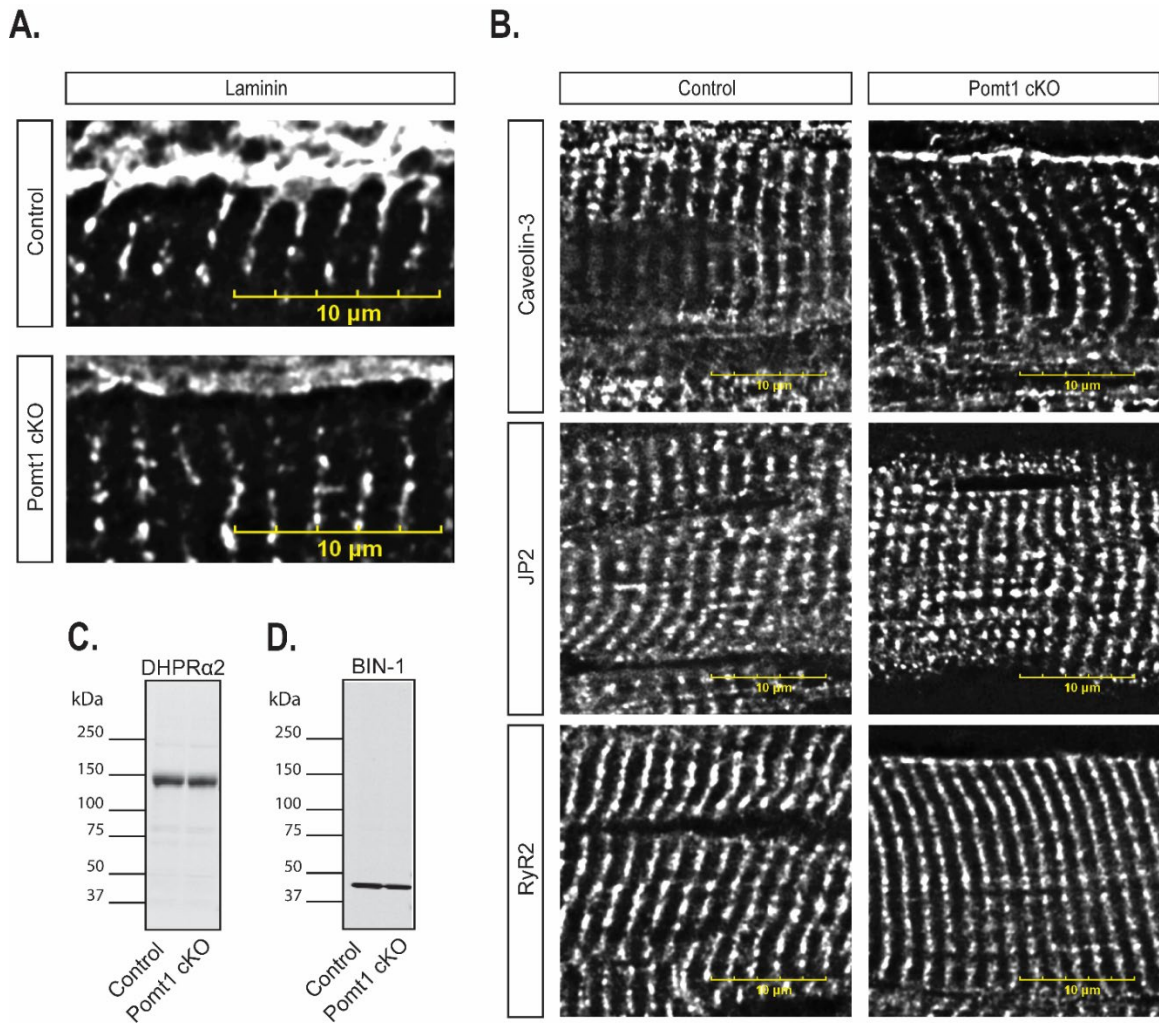 A.
Laminin
Control
10 µm
Pomt1 cKO
10 µm
B.
Control
Pomt1 cKO
Caveolin-3
10 µm
10 µm
JP2
10 µm
10 µm
RyR2
10 µm
10 µm
C.
DHPRα2
kDa
250
150
100
75
50
37
Control
Pomt1 cKO
D.
BIN-1
kDa
250
150
100
75
50
37
Control
Pomt1 cKO